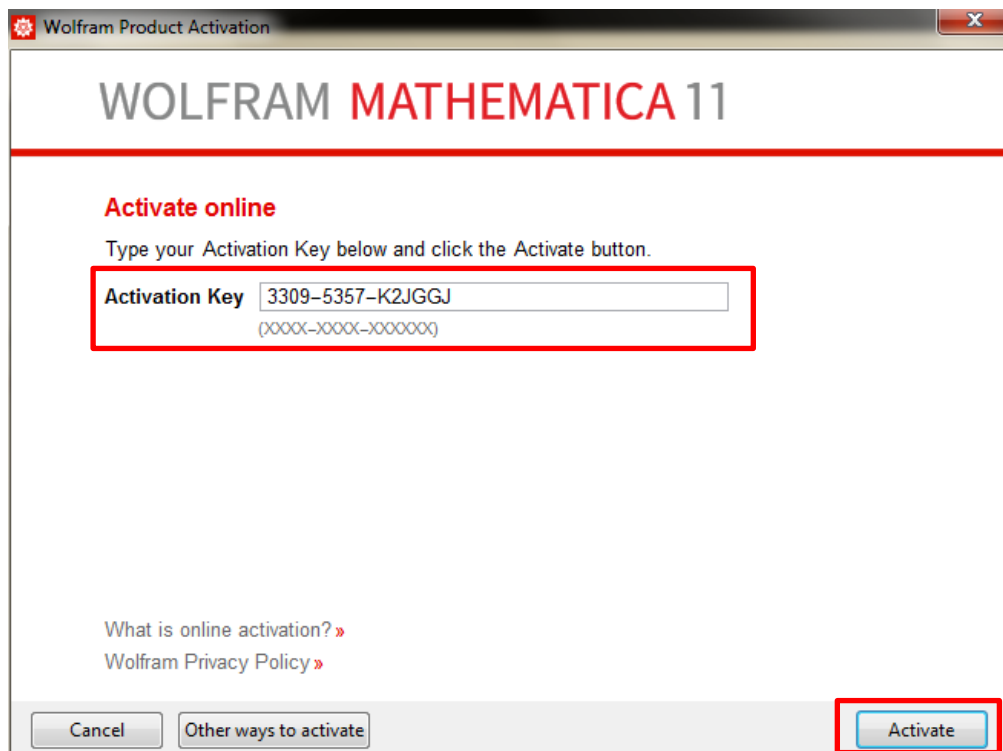 Wolfram Product Activation
WOLFRAM MATHEMATICA 11
Activate online
Type your Activation Key below and click the Activate button.
Activation Key 3309–5357–K2JGGJ
(XXXX–XXXX–XXXXXX)
What is online activation? »
Wolfram Privacy Policy »
Cancel Other ways to activate Activate